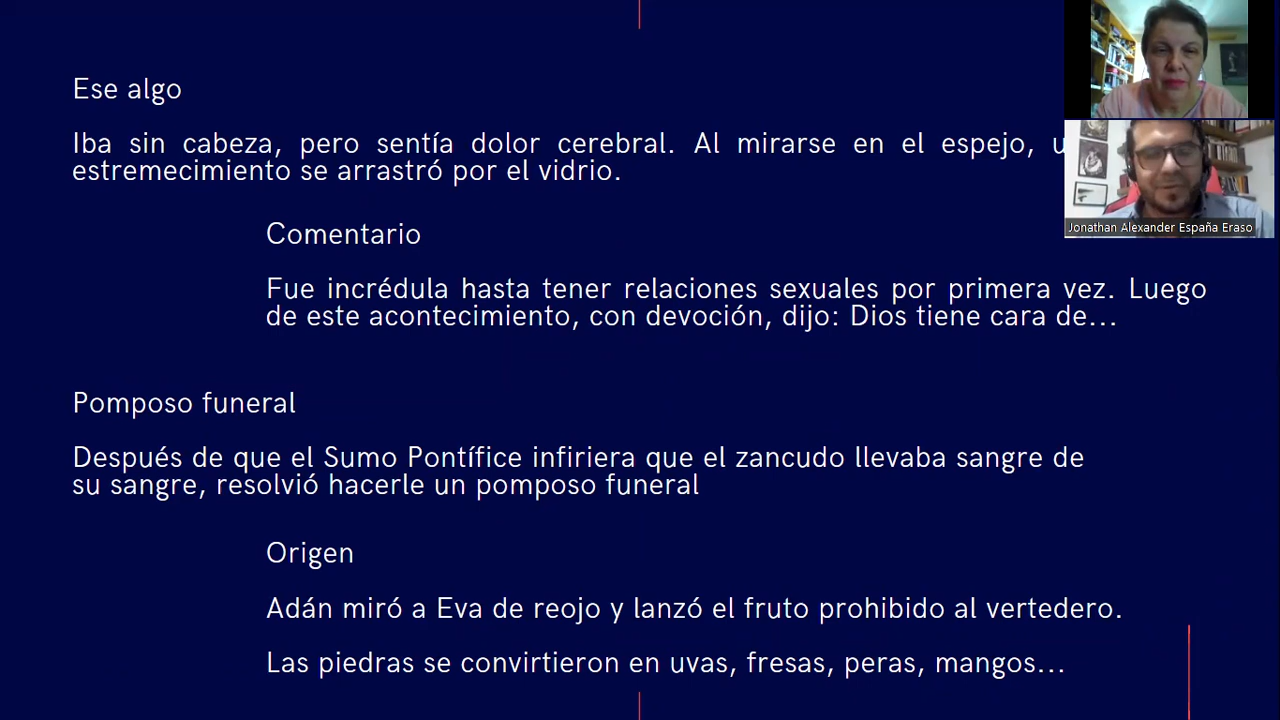 Ese algo
Iba sin cabeza, pero sentía dolor cerebral. Al mirarse en el espejo,
estremecimiento se arrastró por el vidrio.
Comentario
Fue incrédula hasta tener relaciones sexuales por primera vez. Luego
de este acontecimiento, con devoción, dijo: Dios tiene cara de...
Pomposo funeral
Después de que el Sumo Pontífice infiriera que el zancudo llevaba sangre de
su sangre, resolvió hacerle un pomposo funeral
Origen
Adán miró a Eva de reojo y lanzó el fruto prohibido al vertedero.
Las piedras se convirtieron en uvas, fresas, peras, mangos...
Jonathan Alexander España Eraso